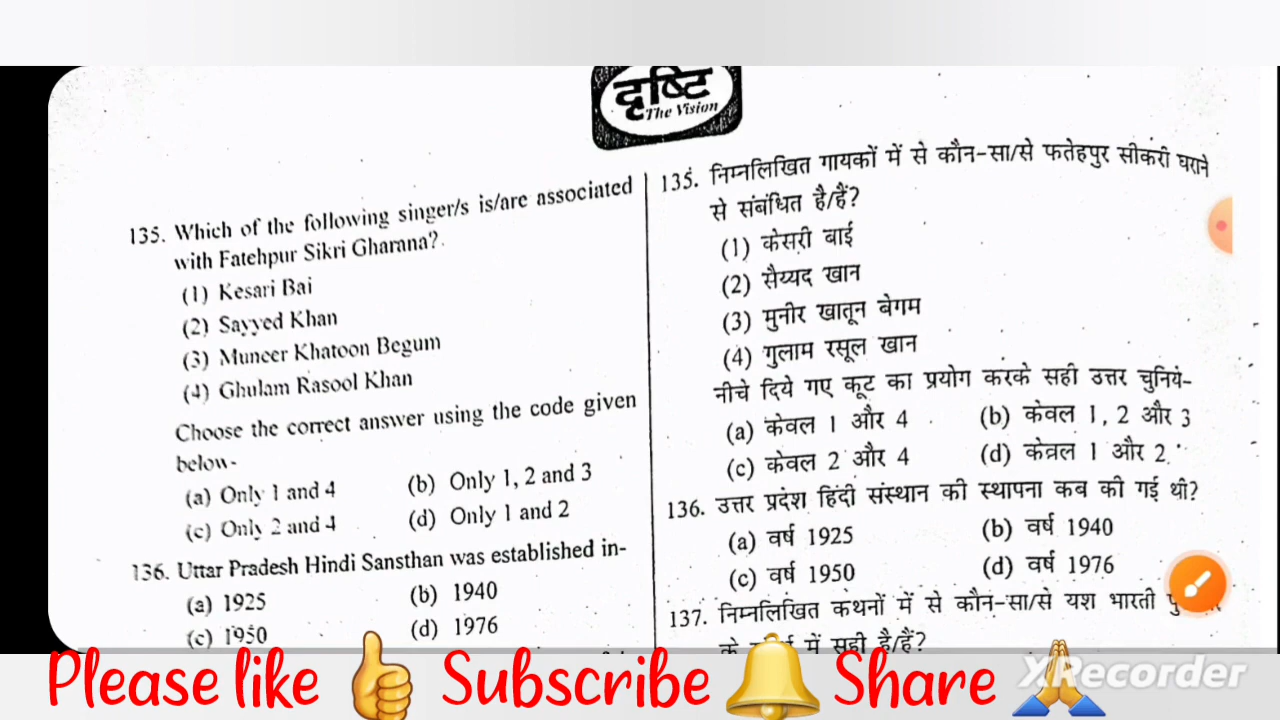 दृष्टि
The Vision
135. Which of the following singer/s is/are associated
with Fatehpur Sikri Gharana?
(1) Kesari Bai
(2) Sayyed Khan
(3) Muneer Khatoon Begum
(4) Ghulam Rasool Khan
Choose the correct answer using the code given
below-
(a) Only 1 and 4 (b) Only 1, 2 and 3
(c) Only 2 and 4 (d) Only 1 and 2
136. Uttar Pradesh Hindi Sansthan was established in-
(a) 1925 (b) 1940
(c) 1950 (d) 1976
135. निम्नलिखित गायकों में से कौन-सा/से फतेहपुर सीकरी घराने
से संबंधित है/हैं?
(1) केसरी बाई
(2) सैय्यद खान
(3) मुनीर खातून बेगम
(4) गुलाम रसूल खान
नीचे दिये गए कूट का प्रयोग करके सही उत्तर चुनिये-
(a) केवल 1 और 4 (b) केवल 1, 2 और 3
(c) केवल 2 और 4 (d) केवल 1 और 2
136. उत्तर प्रदेश हिंदी संस्थान की स्थापना कब की गई थी?
(a) वर्ष 1925 (b) वर्ष 1940
(c) वर्ष 1950 (d) वर्ष 1976
137. निम्नलिखित कथनों में से कौन-सा/से यश भारती
के में सही है/हैं?
Please like Subscribe Share
XRecorder